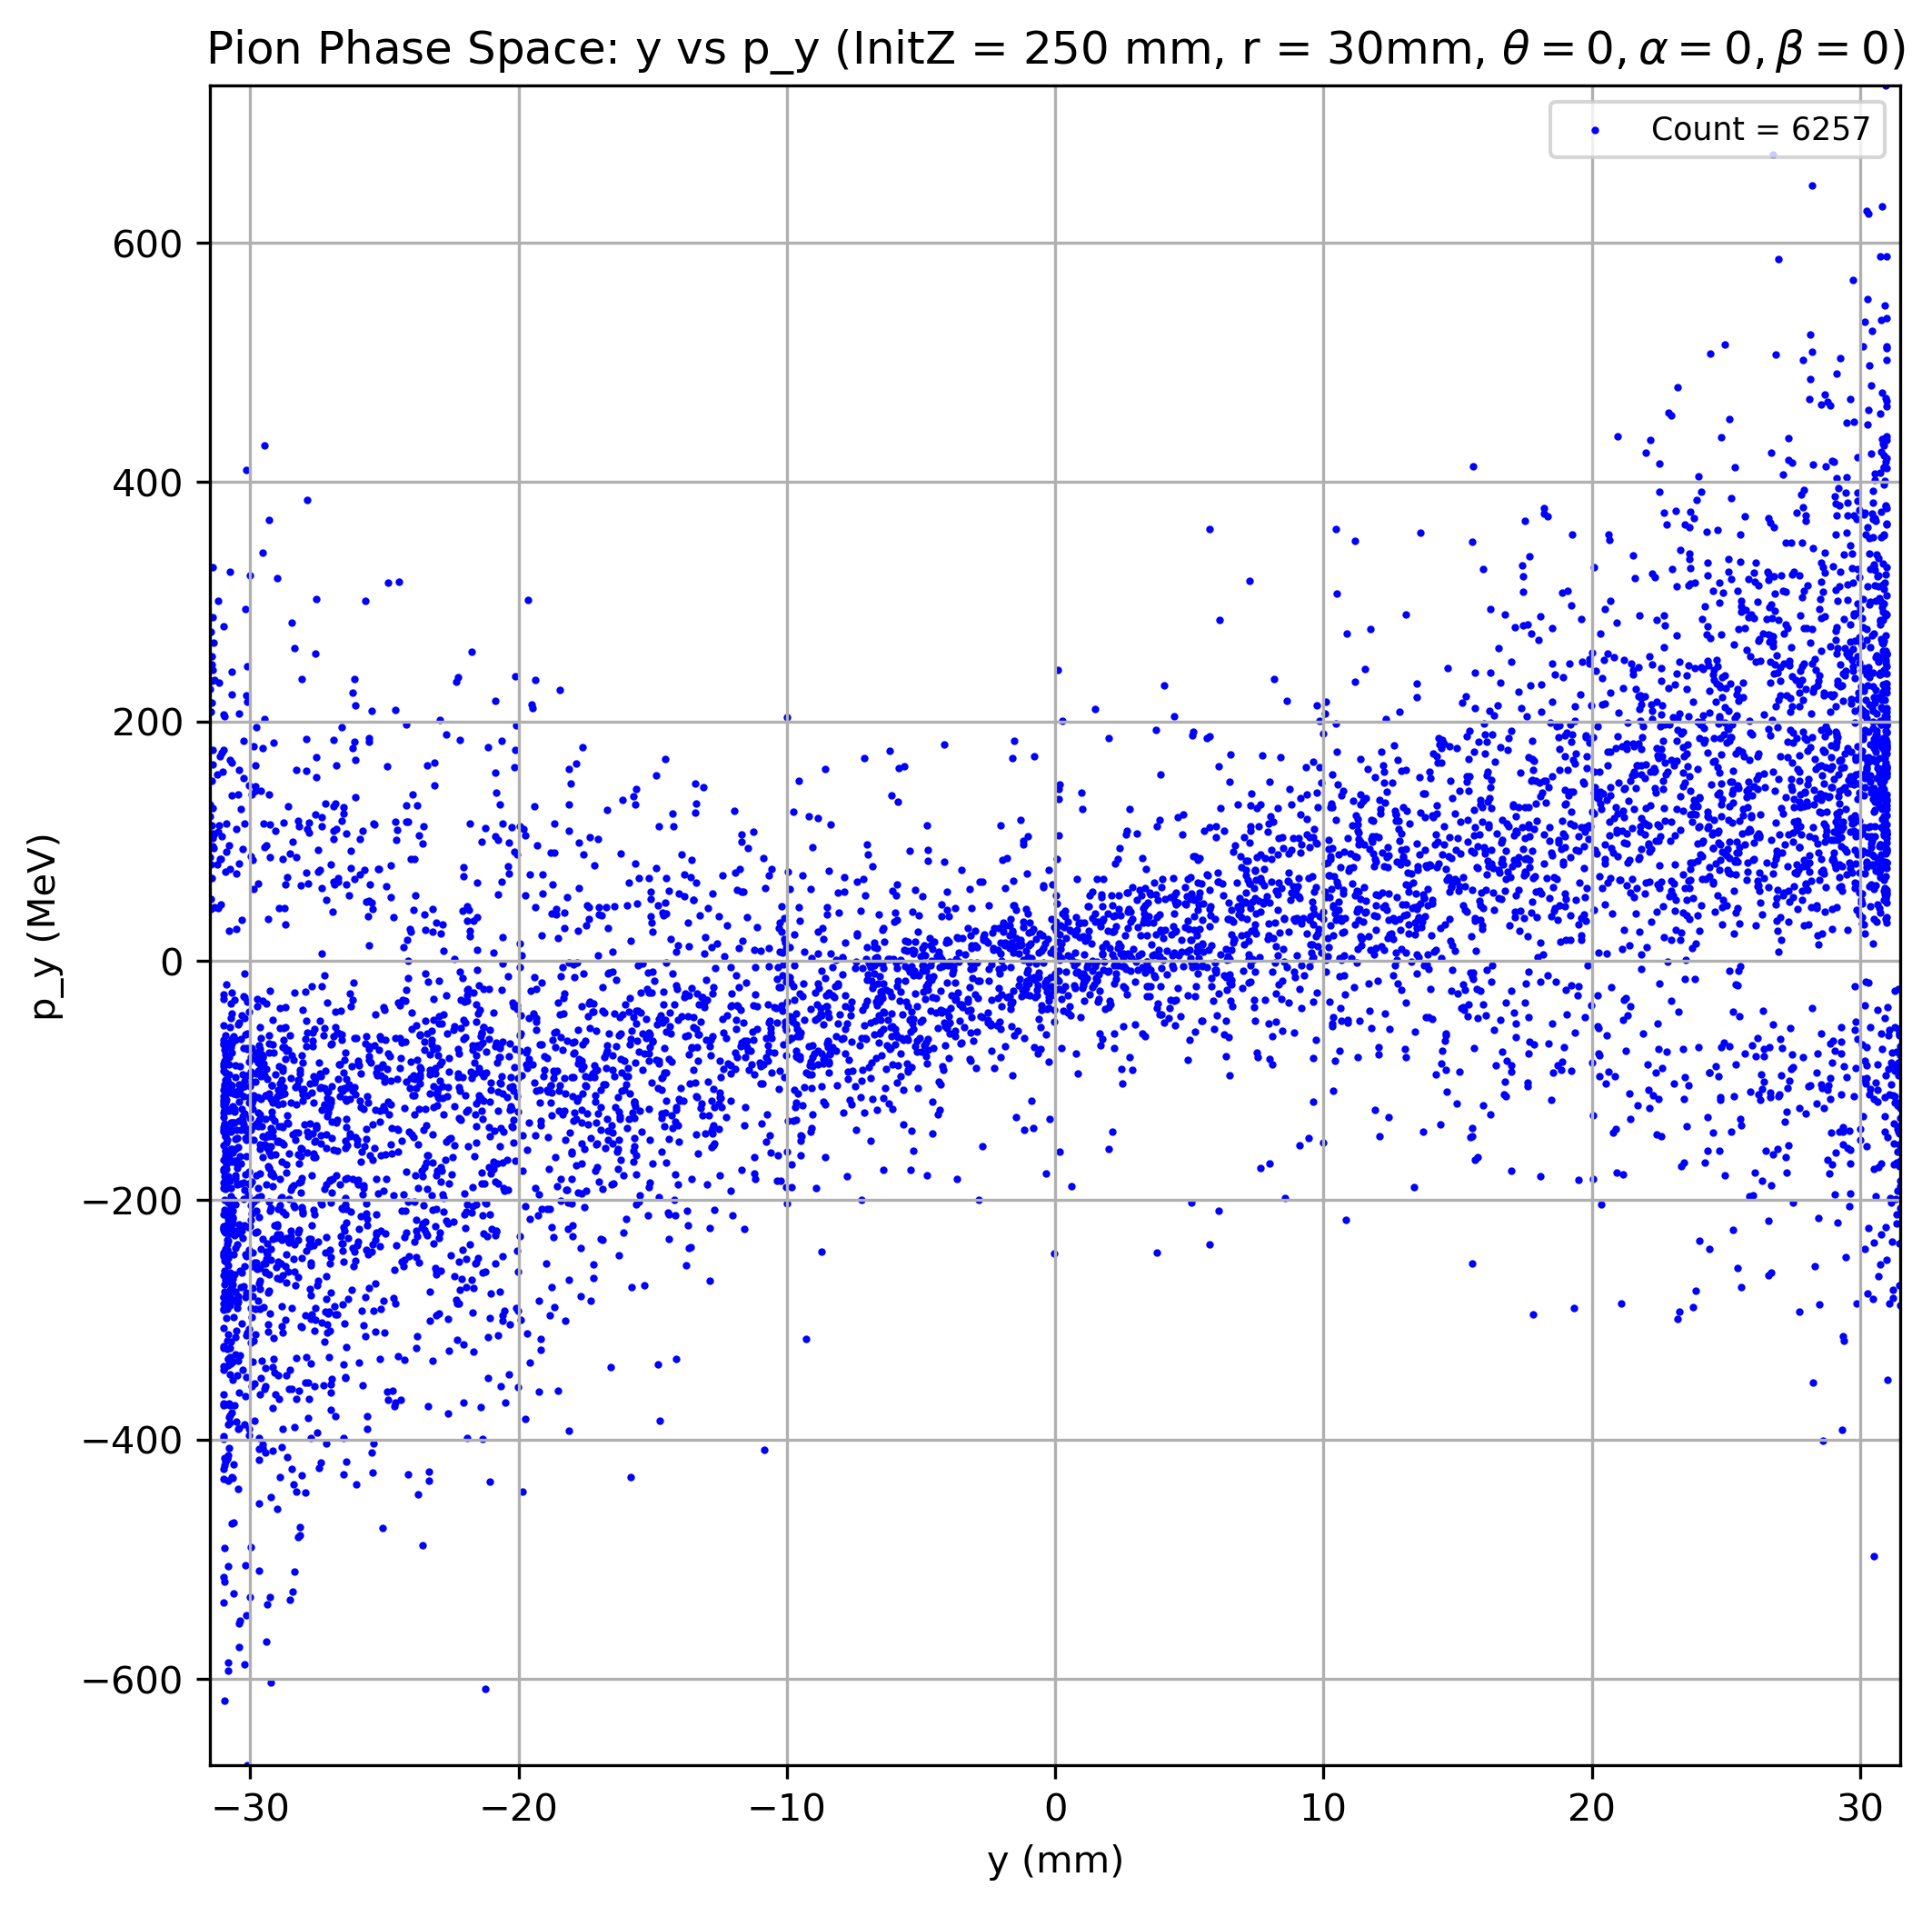 Pion Phase Space: y vs p_y (InitZ = 250 mm, r = 30mm, θ = 0, α = 0, β = 0)
Count = 6257
600
400
200
0
−200
−400
−600
p_y (MeV)
−30 −20 −10 0 10 20 30
y (mm)